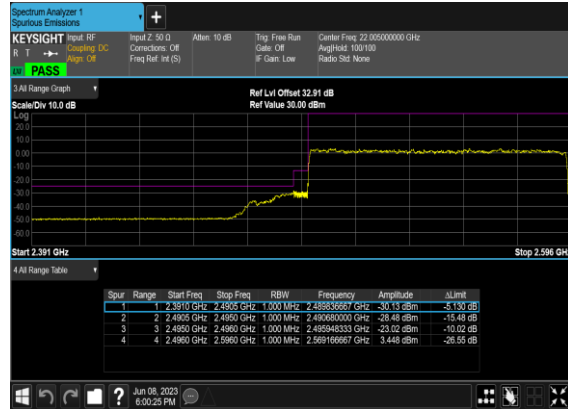 Spectrum Analyzer 1
Spurious Emissions
KEYSIGHT Input: RF Input Z: 50 Ω Atten: 10 dB Trig: Free Run Center Freq: 22.005000000 GHz
R T Coupling: DC Corrections: Off Gate: Off Avg|Hold: 100/100
Align: Off Freq Ref: Int (S) IF Gain: Low Radio Std: None
PASS
3 All Range Graph
Ref Lvl Offset 32.91 dB
Scale/Div 10.0 dB Ref Value 30.00 dBm
Log
20.0
10.0
0.00
-10.0
-20.0
-30.0
-40.0
-50.0
-60.0
Start 2.391 GHz Stop 2.596 GHz
4 All Range Table
Spur Range Start Freq Stop Freq RBW Frequency Amplitude ΔLimit
1 1 2.3910 GHz 2.4905 GHz 1.000 MHz 2.489836667 GHz -30.13 dBm -5.130 dB
2 2 2.4905 GHz 2.4950 GHz 1.000 MHz 2.490680000 GHz -28.48 dBm -15.48 dB
3 3 2.4950 GHz 2.4960 GHz 1.000 MHz 2.495948333 GHz -23.02 dBm -10.02 dB
4 4 2.4960 GHz 2.5960 GHz 1.000 MHz 2.569166667 GHz 3.448 dBm -26.55 dB
? Jun 08, 2023
6:00:25 PM